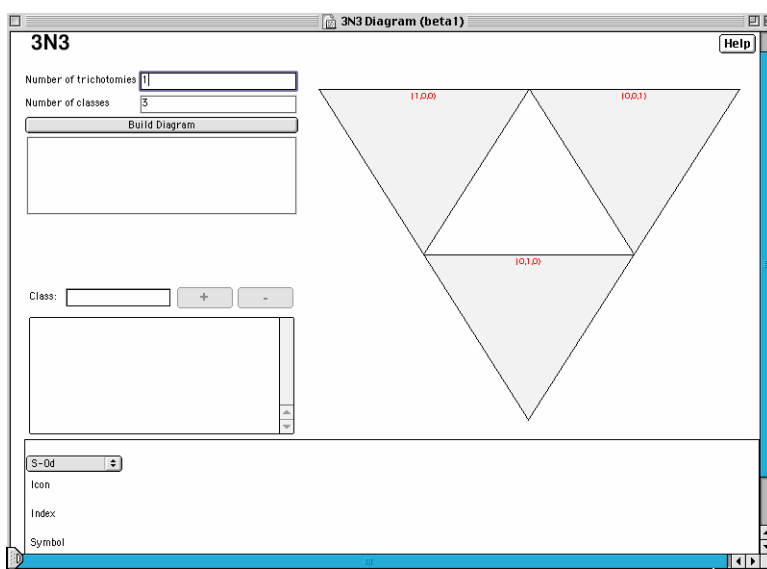 3N3 Diagram (beta1)
3N3
Help
Number of trichotomies 1
Number of classes 3
Build Diagram
(1,0,0)
(0,0,1)
(0,1,0)
Class:
+
-
S-Od
Icon
Index
Symbol